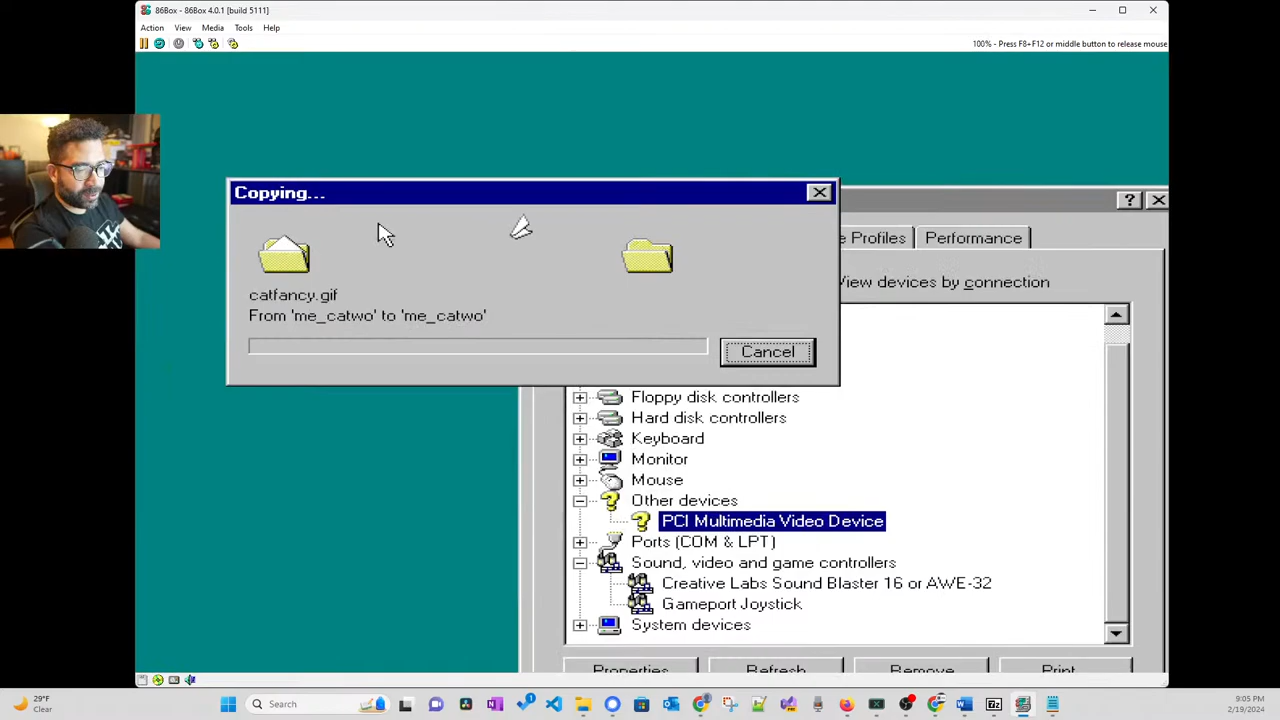 86Box - 86Box 4.0.1 [build 5111]
Action View Media Tools Help
100% - Press F8+F12 or middle button to release mouse
Copying...
catfancy.gif
From 'me_catwo' to 'me_catwo'
Cancel
e Profiles Performance
View devices by connection
Floppy disk controllers
Hard disk controllers
Keyboard
Monitor
Mouse
Other devices
PCI Multimedia Video Device
Ports (COM & LPT)
Sound, video and game controllers
Creative Labs Sound Blaster 16 or AWE-32
Gameport Joystick
System devices
Properties Refresh Remove Print
29°F
Clear
Search
9:05 PM
2/19/2024